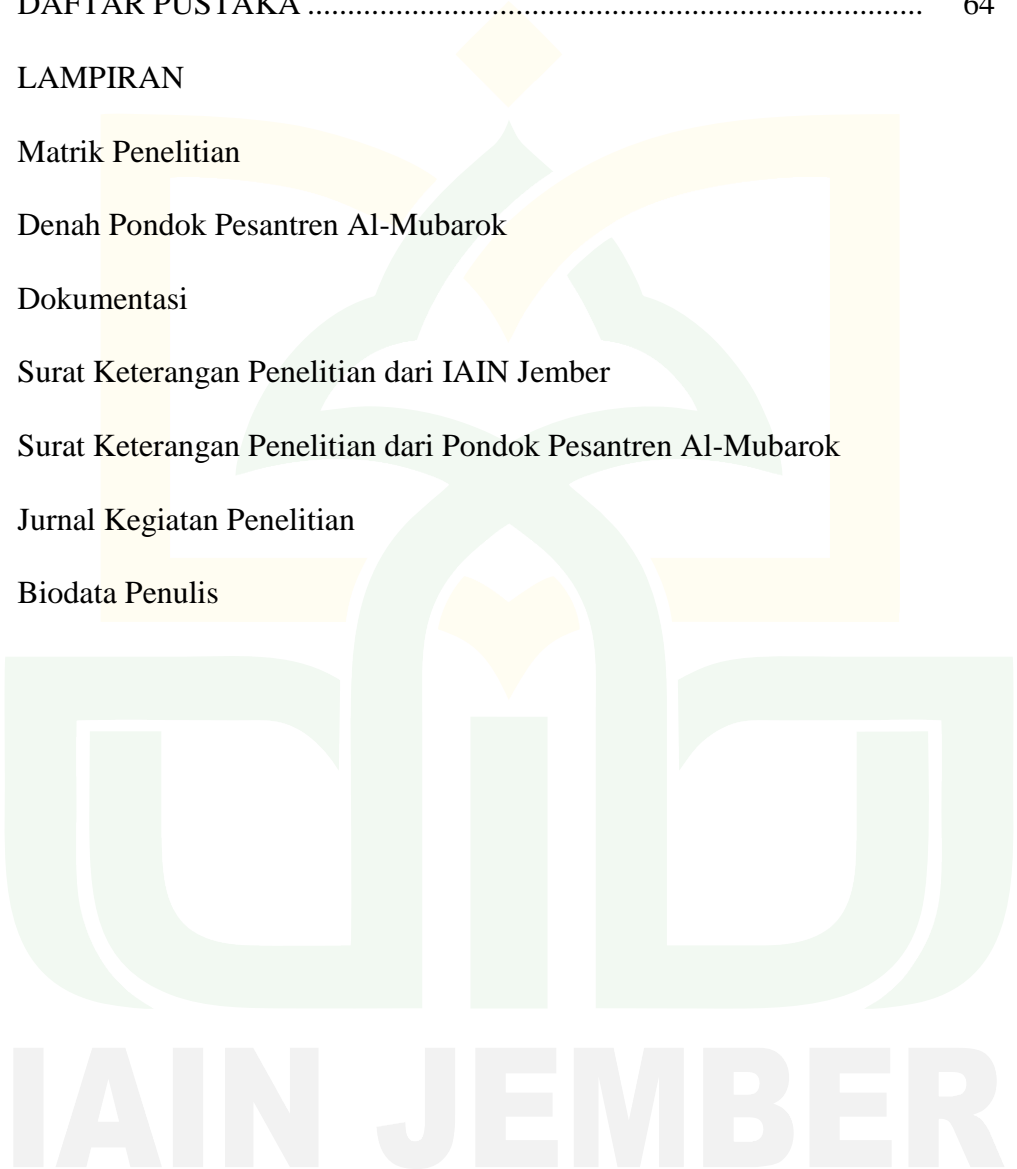 DAFTAR PUSTAKA ............................................................................ 64
LAMPIRAN
Matrik Penelitian
Denah Pondok Pesantren Al-Mubarok
Dokumentasi
Surat Keterangan Penelitian dari IAIN Jember
Surat Keterangan Penelitian dari Pondok Pesantren Al-Mubarok
Jurnal Kegiatan Penelitian
Biodata Penulis
IAIN JEMBER